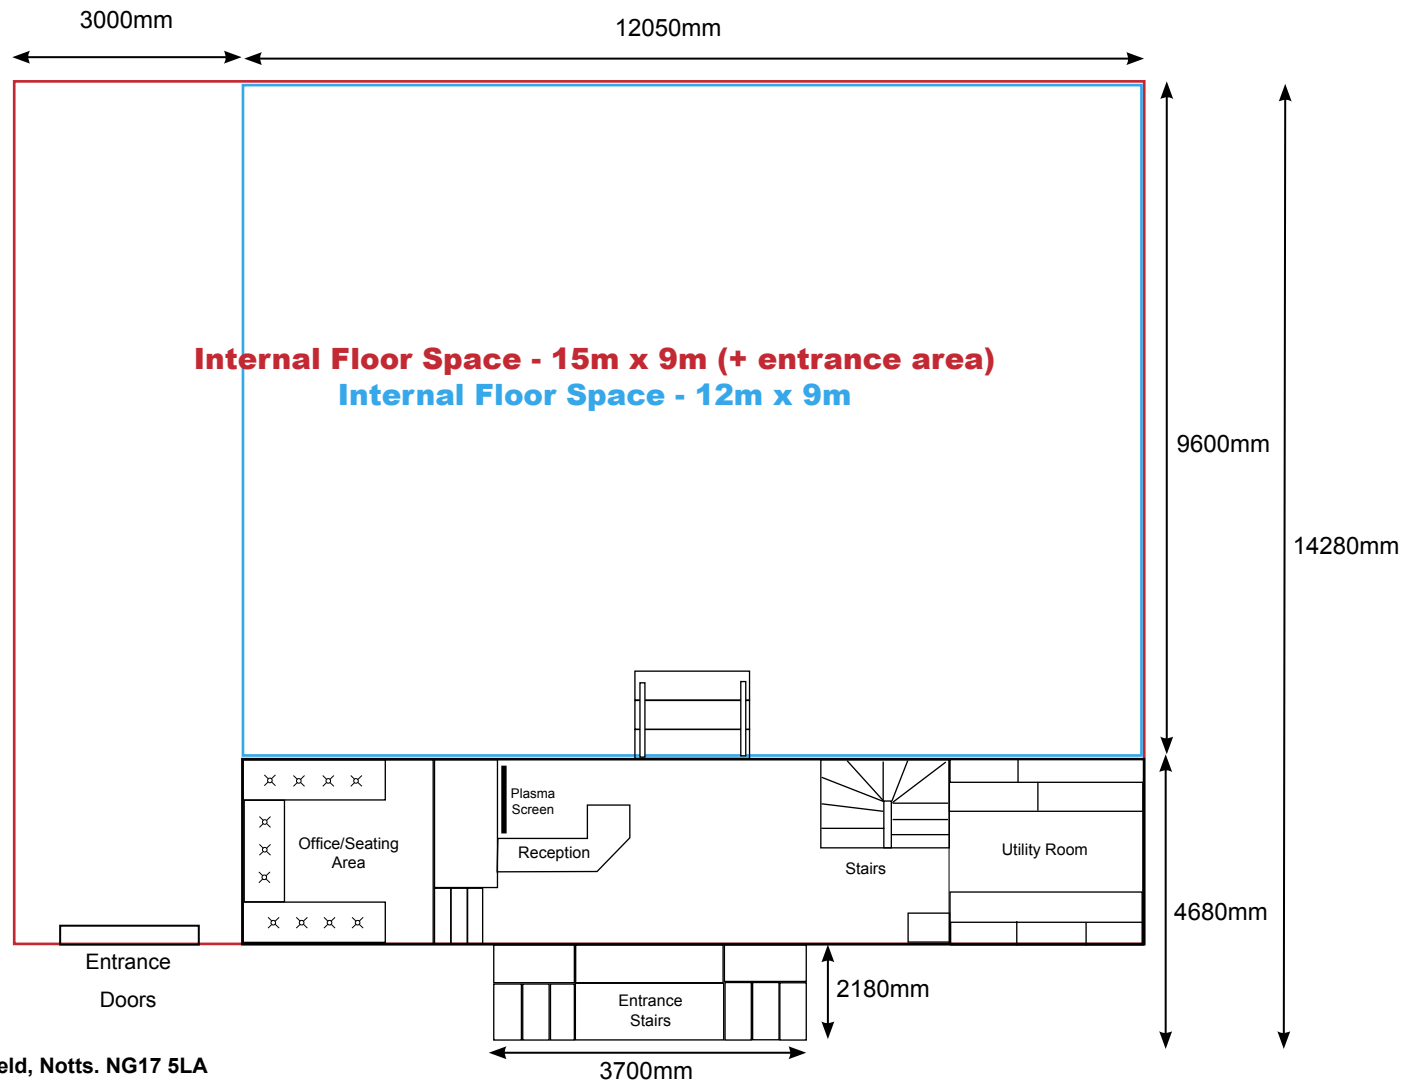 3000mm
12050mm
Internal Floor Space - 15m x 9m (+ entrance area)
Internal Floor Space - 12m x 9m
9600mm
14280mm
Plasma
Screen
Office/Seating
Area
Reception
Stairs
Utility Room
4680mm
Entrance
Doors
Entrance
Stairs
2180mm
3700mm
eld, Notts. NG17 5LA